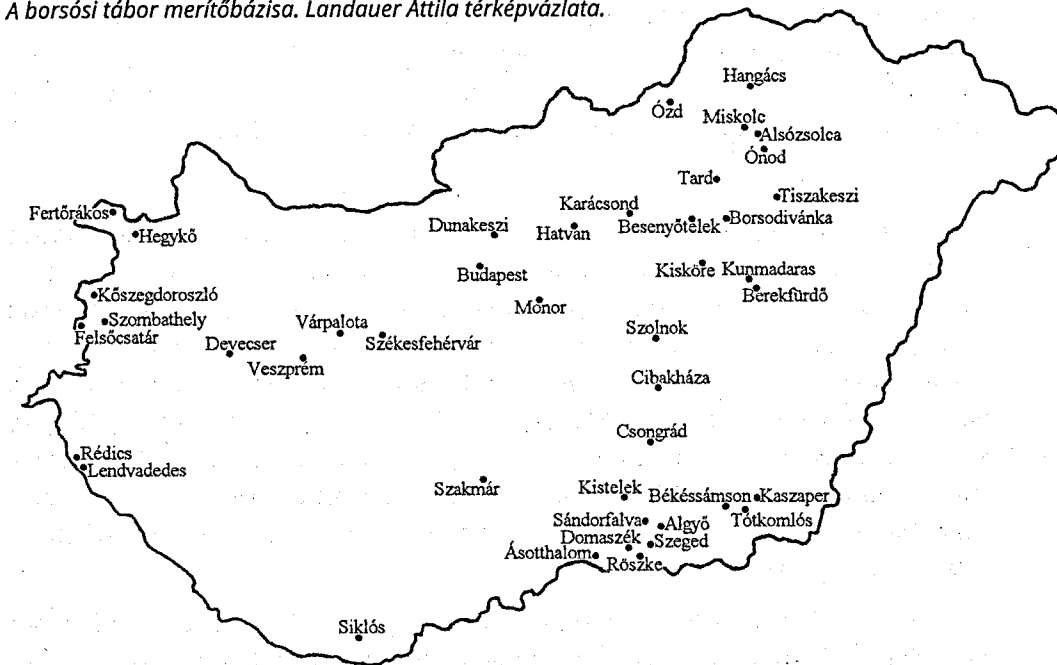 A borsósi tábor merítőbázisa. Landauer Attila térképvázlata.
Hangács
Ózd
Miskolc
Alsózsolca
Ónod
Tard
Tiszakeszi
Karácsond
Fertőrákos
Dunakeszi
Hatvan
Besenyőtelek
Borsodivánka
Hegykő
Budapest
Kisköre
Kunmadaras
Kőszegdoroszló
Berekfürdő
Monor
Szombathely
Várpalota
Szolnok
Felsőcsatár
Devecser
Székesfehérvár
Veszprém
Cibakháza
Csongrád
Rédics
Lendvadedes
Szakmár
Kistelek
Békéssámson
Kaszaper
Sándorfalva
Algyő
Tótkomlós
Domaszék
Szeged
Ásotthalom
Röszke
Siklós